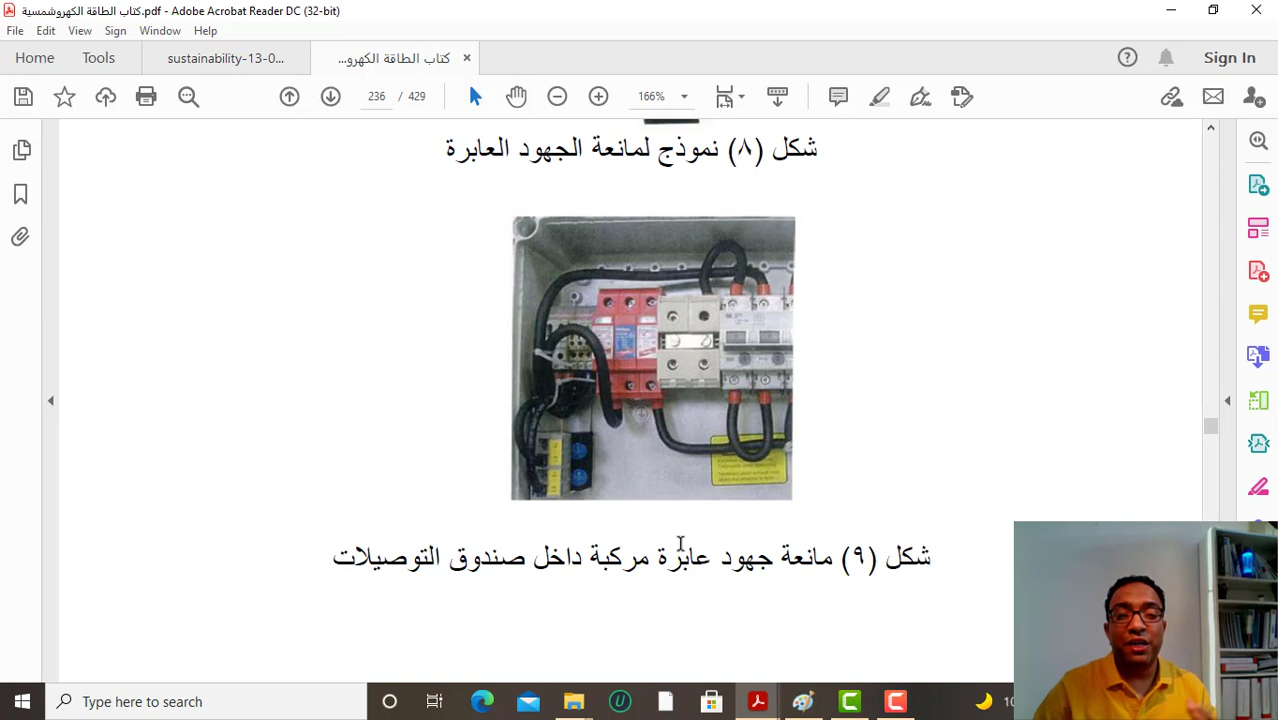 كتاب الطاقة الكهروشمسية.pdf - Adobe Acrobat Reader DC (32-bit)
File Edit View Sign Window Help
Home Tools sustainability-13-0... كتاب الطاقة الكهرو... × Sign In
236 / 429 166%
شكل (٨) نموذج لمانعة الجهود العابرة
شكل (٩) مانعة جهود عابرة مركبة داخل صندوق التوصيلات
Type here to search